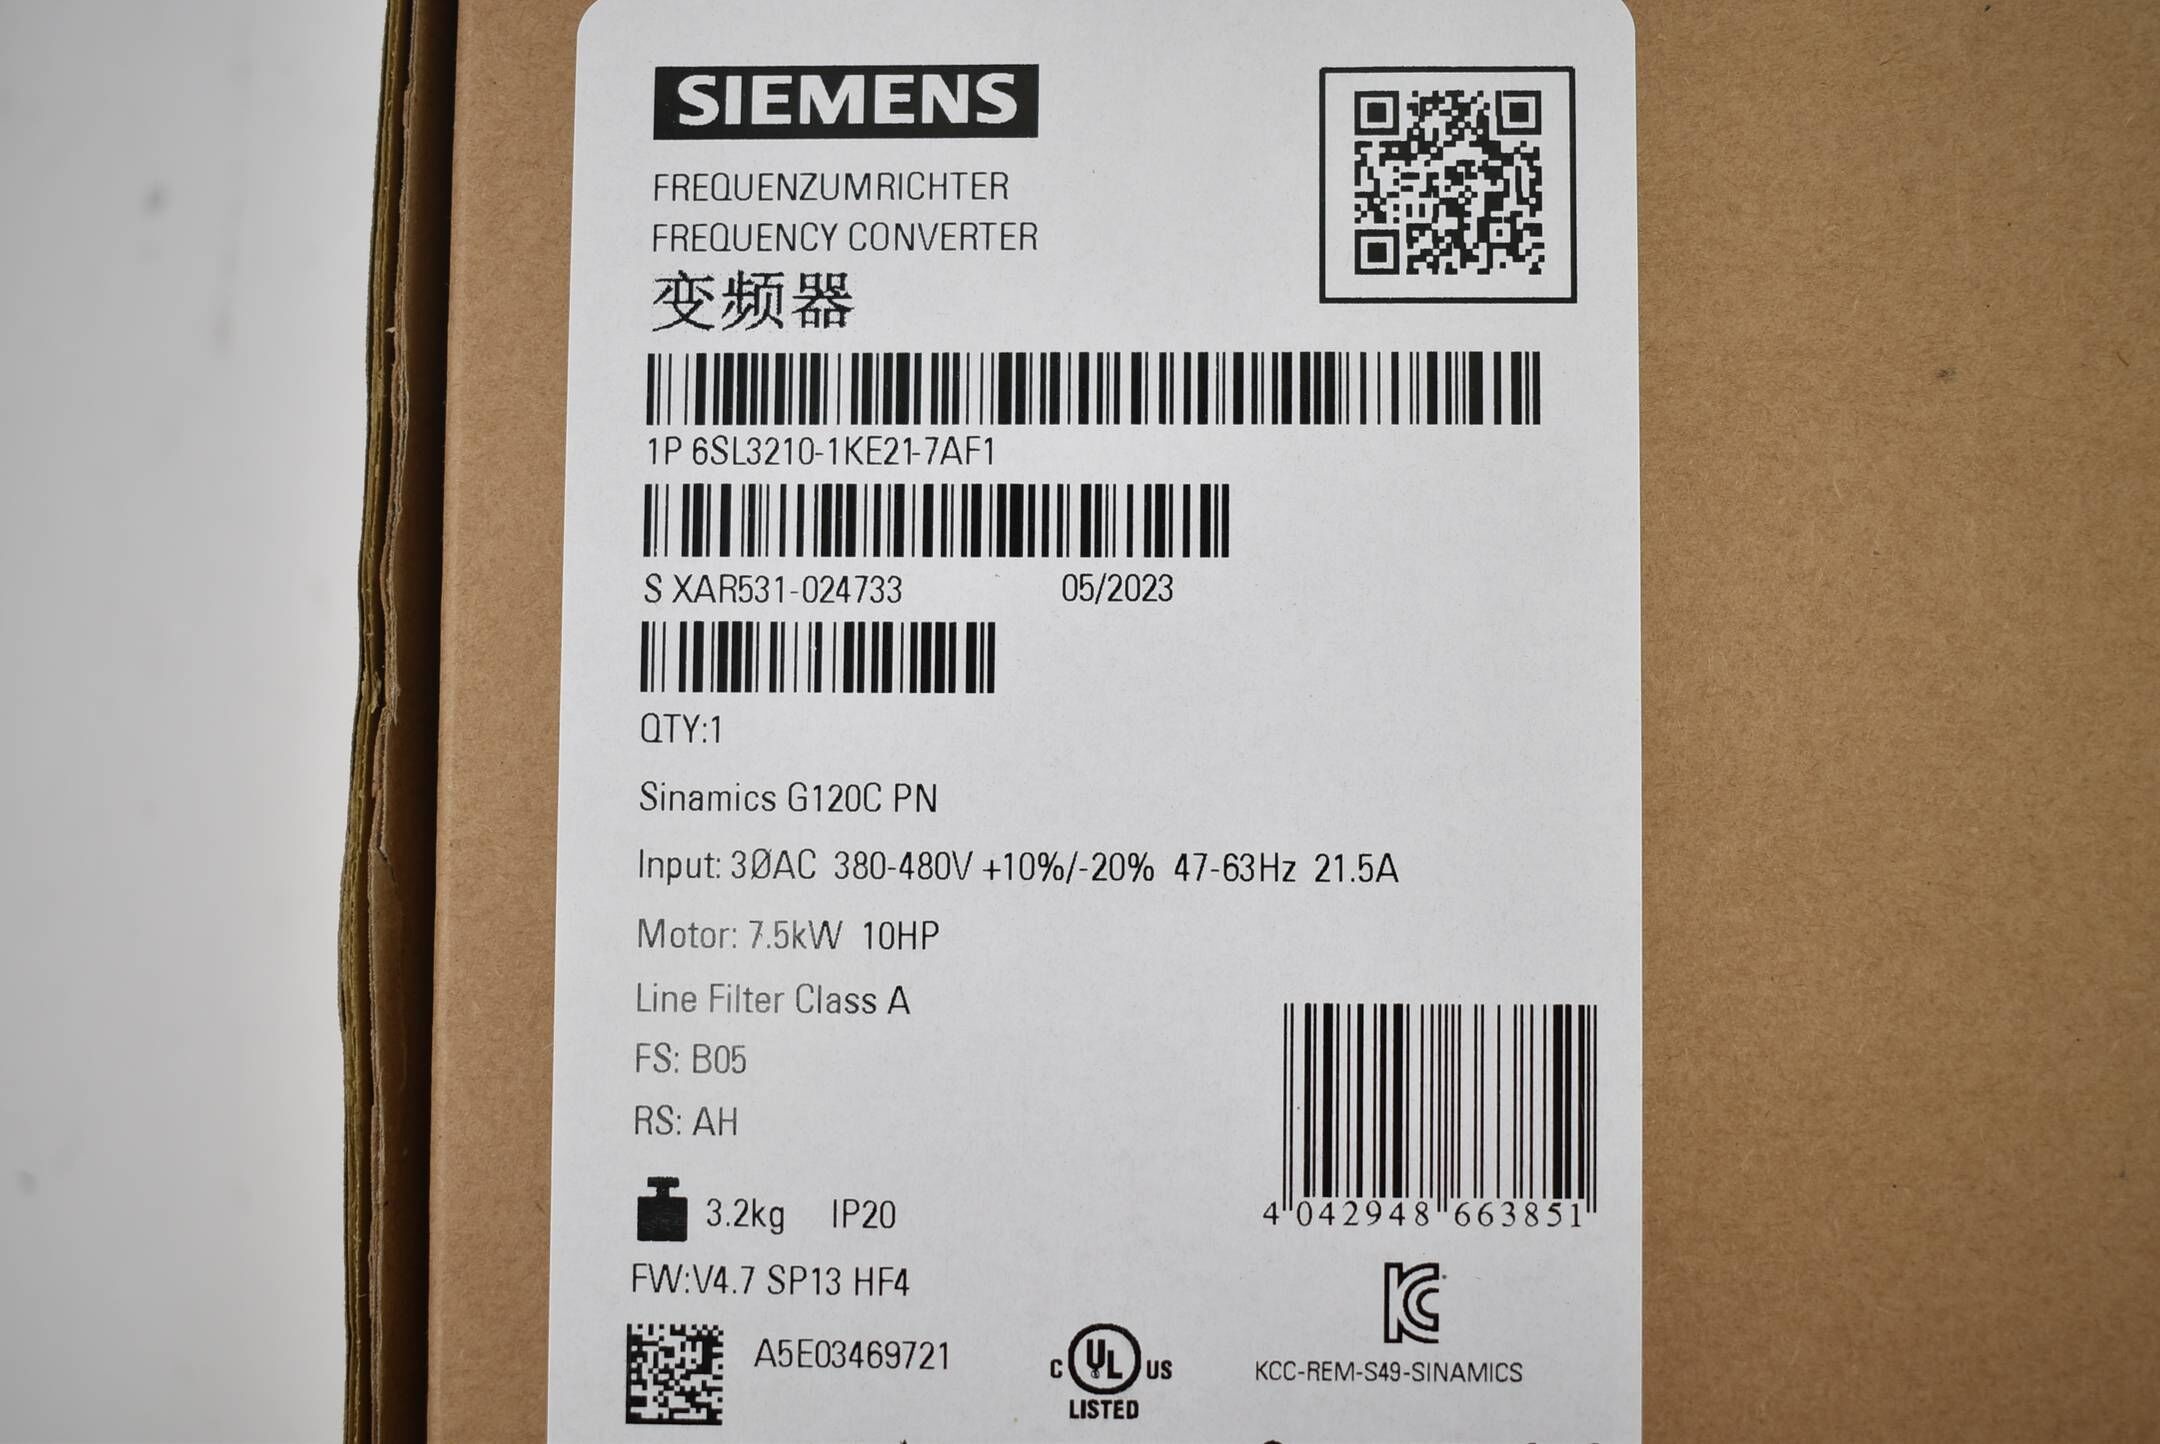 SIEMENS
FREQUENZUMRICHTER
FREQUENCY CONVERTER
变频器
1P 6SL3210-1KE21-7AF1
S XAR531-024733 05/2023
QTY:1
Sinamics G120C PN
Input: 3ØAC 380-480V +10%/-20% 47-63Hz 21.5A
Motor: 7.5kW 10HP
Line Filter Class A
FS: B05
RS: AH
4 042948 663851
3.2kg IP20
FW:V4.7 SP13 HF4
A5E03469721
C UL US
LISTED
KC
KCC-REM-S49-SINAMICS